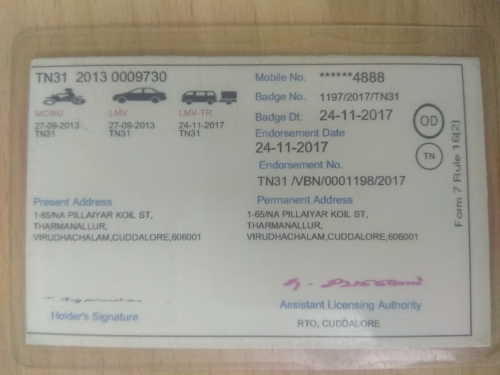 TN31 2013 0009730
Mobile No. ******4888
Badge No. 1197/2017/TN31
MCWG LMV LMV-TR
27-09-2013 27-09-2013 24-11-2017
TN31 TN31 TN31
Badge Dt: 24-11-2017
Endorsement Date
24-11-2017
Endorsement No.
TN31 /VBN/0001198/2017
OD
TN
Form 7 Rule 16(2)
Present Address
1-65/NA PILLAIYAR KOIL ST,
THARMANALLUR,
VIRUDHACHALAM,CUDDALORE,606001
Permanent Address
1-65/NA PILLAIYAR KOIL ST,
THARMANALLUR,
VIRUDHACHALAM,CUDDALORE,606001
Holder's Signature
Assistant Licensing Authority
RTO, CUDDALORE